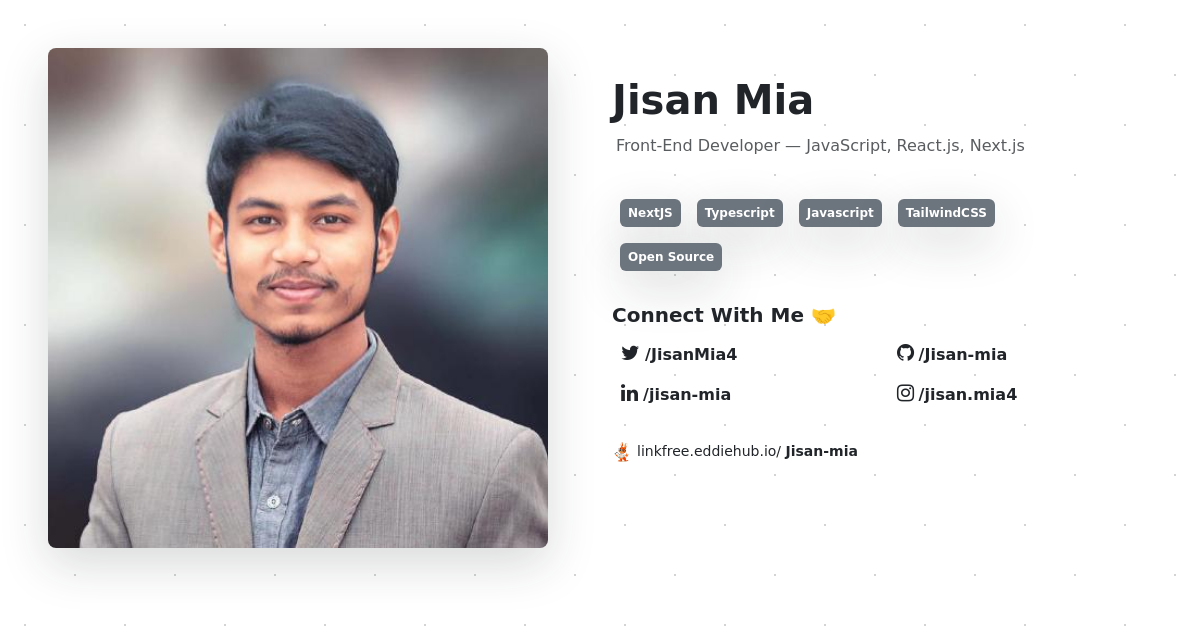 Jisan Mia
Front-End Developer — JavaScript, React.js, Next.js
NextJS Typescript Javascript TailwindCSS
Open Source
Connect With Me 🤝
/JisanMia4 /Jisan-mia
/jisan-mia /jisan.mia4
linkfree.eddiehub.io/ Jisan-mia